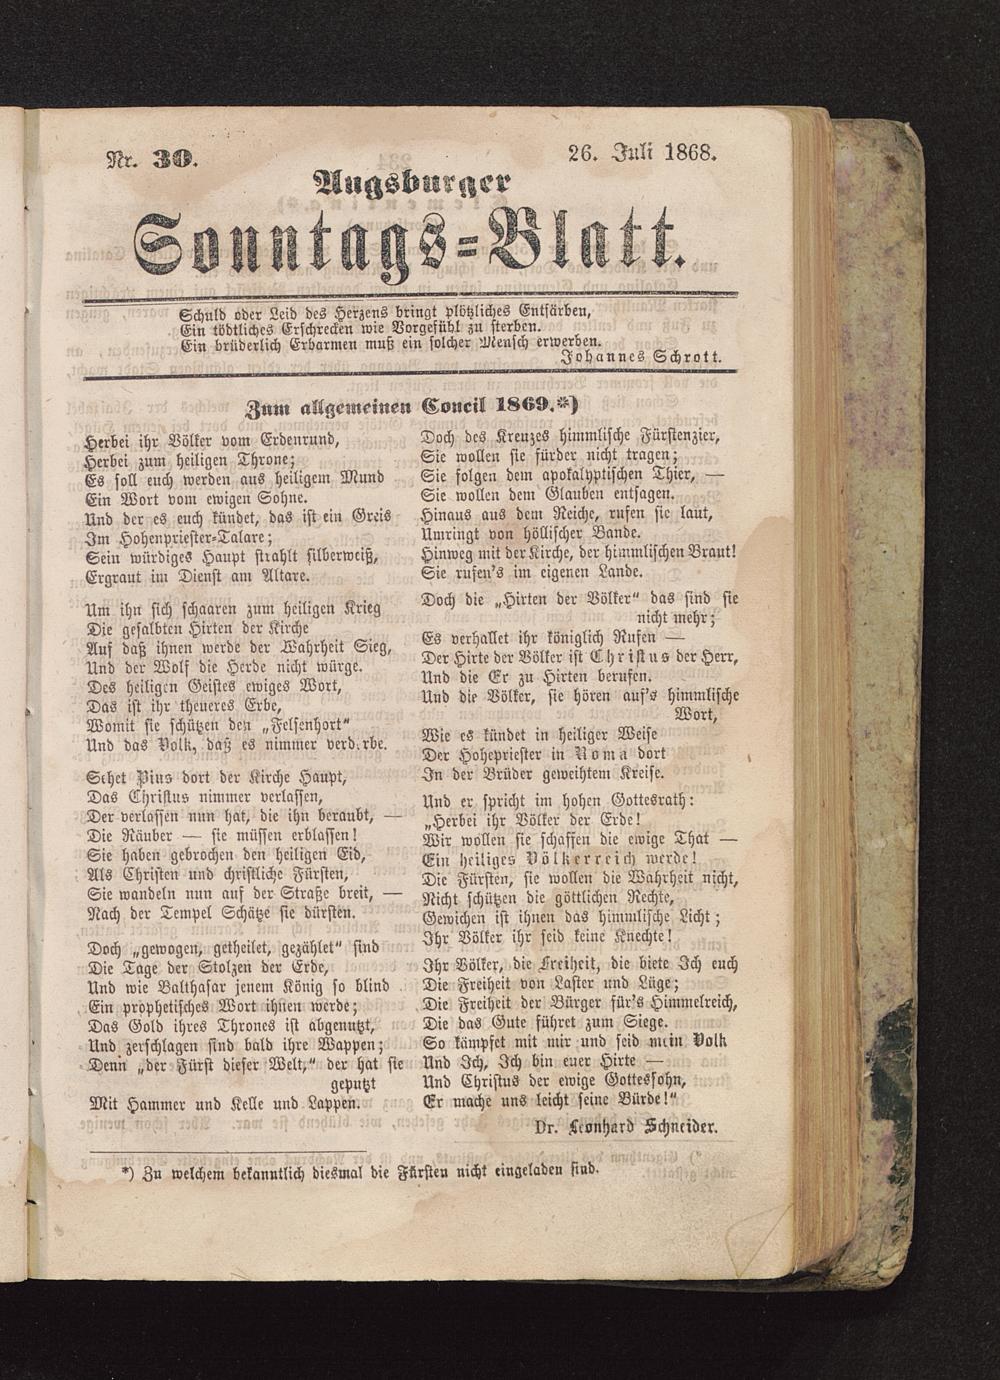 Nr. 30.
26. Juli 1868.
Augsburger
Sonntags=Blatt.
Schuld oder Leid des Herzens bringt plötzliches Entfärben,
Ein tödtliches Erschrecken wie Vorgefühl zu sterben.
Ein brüderlich Erbarmen muß ein solcher Mensch erwerben.
Johannes Schrott.
Zum allgemeinen Concil 1869.*)
Herbei ihr Völker vom Erdenrund,
Herbei zum heiligen Throne;
Es soll euch werden aus heiligem Mund
Ein Wort vom ewigen Sohne.
Und der es euch kündet, das ist ein Greis
Im Hohenpriester-Talare;
Sein würdiges Haupt strahlt silberweiß,
Ergraut im Dienst am Altare.
Um ihn sich schaaren zum heiligen Krieg
Die gesalbten Hirten der Kirche
Auf daß ihnen werde der Wahrheit Sieg,
Und der Wolf die Herde nicht würge.
Des heiligen Geistes ewiges Wort,
Das ist ihr theueres Erbe,
Womit sie schützen den „Felsenhort“
Und das Volk, daß es nimmer verderbe.
Sehet Pius dort der Kirche Haupt,
Das Christus nimmer verlassen,
Der verlassen nun hat, die ihn beraubt, —
Die Räuber — sie müssen erblassen!
Sie haben gebrochen den heiligen Eid,
Als Christen und christliche Fürsten,
Sie wandeln nun auf der Straße breit, —
Nach der Tempel Schätze sie dürsten.
Doch „gewogen, getheilet, gezählet“ sind
Die Tage der Stolzen der Erde,
Und wie Balthasar jenem König so blind
Ein prophetisches Wort ihnen werde;
Das Gold ihres Thrones ist abgenutzt,
Und zerschlagen sind bald ihre Wappen;
Denn „der Fürst dieser Welt,“ der hat sie
geputzt
Mit Hammer und Kelle und Lappen.
Doch des Kreuzes himmlische Fürstenzier,
Sie wollen sie fürder nicht tragen;
Sie folgen dem apokalyptischen Thier, —
Sie wollen dem Glauben entsagen.
Hinaus aus dem Reiche, rufen sie laut,
Umringt von höllischer Bande.
Hinweg mit der Kirche, der himmlischen Braut!
Sie rufen's im eigenen Lande.
Doch die „Hirten der Völker“ das sind sie
nicht mehr;
Es verhallet ihr königlich Rufen —
Der Hirte der Völker ist Christus der Herr,
Und die Er zu Hirten berufen.
Und die Völker, sie hören auf's himmlische
Wort,
Wie es kündet in heiliger Weise
Der Hohepriester in Roma dort
In der Brüder geweihtem Kreise.
Und er spricht im hohen Gottesrath:
„Herbei ihr Völker der Erde!
Wir wollen sie schaffen die ewige That —
Ein heiliges Völkerreich werde!
Die Fürsten, sie wollen die Wahrheit nicht,
Nicht schützen die göttlichen Rechte,
Gewichen ist ihnen das himmlische Licht;
Ihr Völker ihr seid keine Knechte!
Ihr Völker, die Freiheit, die biete Ich euch
Die Freiheit von Laster und Lüge;
Die Freiheit der Bürger für's Himmelreich,
Die das Gute führet zum Siege.
So kämpfet mit mir und seid mein Volk
Und Ich, Ich bin euer Hirte —
Und Christus der ewige Gottessohn,
Er mache uns leicht seine Bürde!“
Dr. Leonhard Schneider.
*) Zu welchem bekanntlich diesmal die Fürsten nicht eingeladen sind.